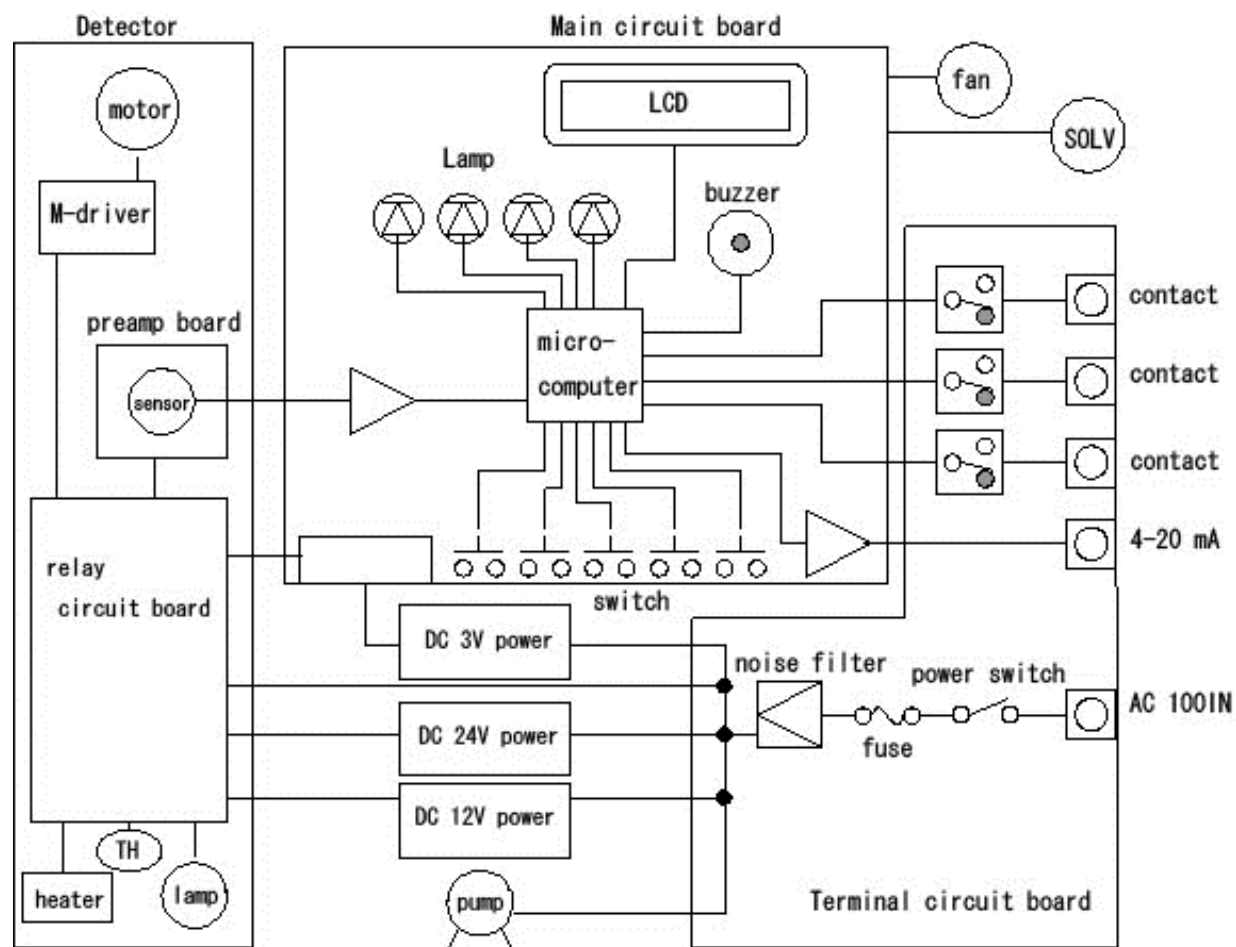 Detector
Main circuit board
motor
LCD
fan
SOLV
Lamp
buzzer
M-driver
preamp board
sensor
micro-
computer
contact
contact
contact
4-20 mA
relay
circuit board
switch
DC 3V power
noise filter
power switch
AC 100IN
fuse
DC 24V power
DC 12V power
TH
heater
lamp
pump
Terminal circuit board